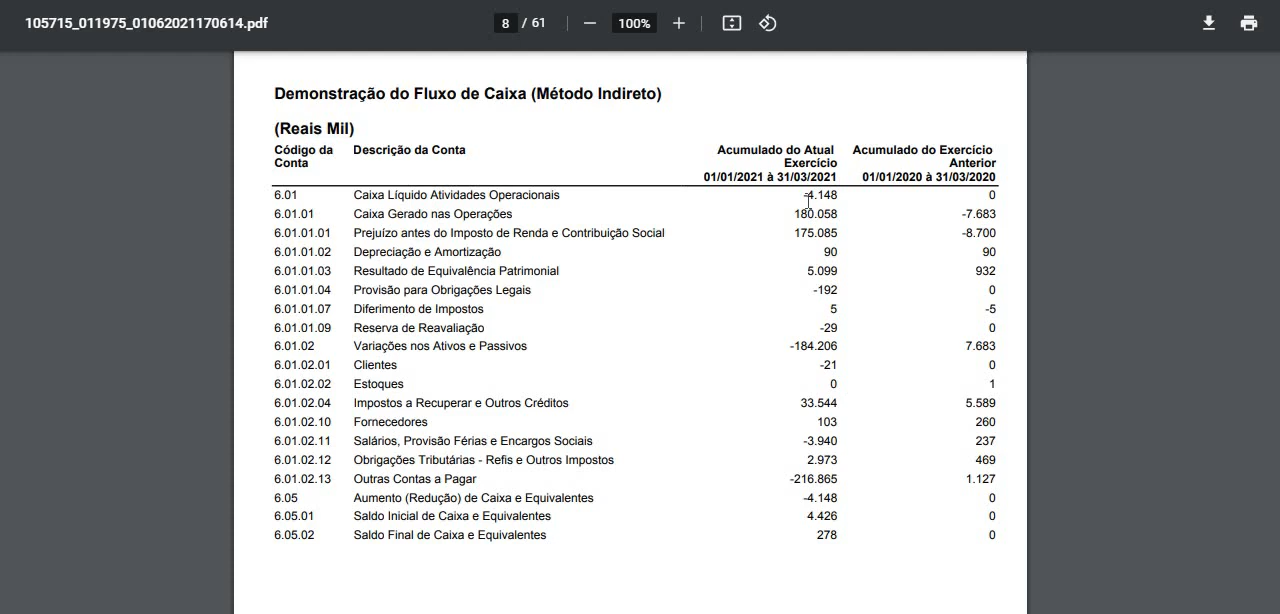 105715_011975_01062021170614.pdf 8 / 61 100%
Demonstração do Fluxo de Caixa (Método Indireto)
(Reais Mil)
Código da Conta Descrição da Conta Acumulado do Atual Exercício 01/01/2021 à 31/03/2021 Acumulado do Exercício Anterior 01/01/2020 à 31/03/2020
6.01 Caixa Líquido Atividades Operacionais -4.148 0
6.01.01 Caixa Gerado nas Operações 180.058 -7.683
6.01.01.01 Prejuízo antes do Imposto de Renda e Contribuição Social 175.085 -8.700
6.01.01.02 Depreciação e Amortização 90 90
6.01.01.03 Resultado de Equivalência Patrimonial 5.099 932
6.01.01.04 Provisão para Obrigações Legais -192 0
6.01.01.07 Diferimento de Impostos 5 -5
6.01.01.09 Reserva de Reavaliação -29 0
6.01.02 Variações nos Ativos e Passivos -184.206 7.683
6.01.02.01 Clientes -21 0
6.01.02.02 Estoques 0 1
6.01.02.04 Impostos a Recuperar e Outros Créditos 33.544 5.589
6.01.02.10 Fornecedores 103 260
6.01.02.11 Salários, Provisão Férias e Encargos Sociais -3.940 237
6.01.02.12 Obrigações Tributárias - Refis e Outros Impostos 2.973 469
6.01.02.13 Outras Contas a Pagar -216.865 1.127
6.05 Aumento (Redução) de Caixa e Equivalentes -4.148 0
6.05.01 Saldo Inicial de Caixa e Equivalentes 4.426 0
6.05.02 Saldo Final de Caixa e Equivalentes 278 0